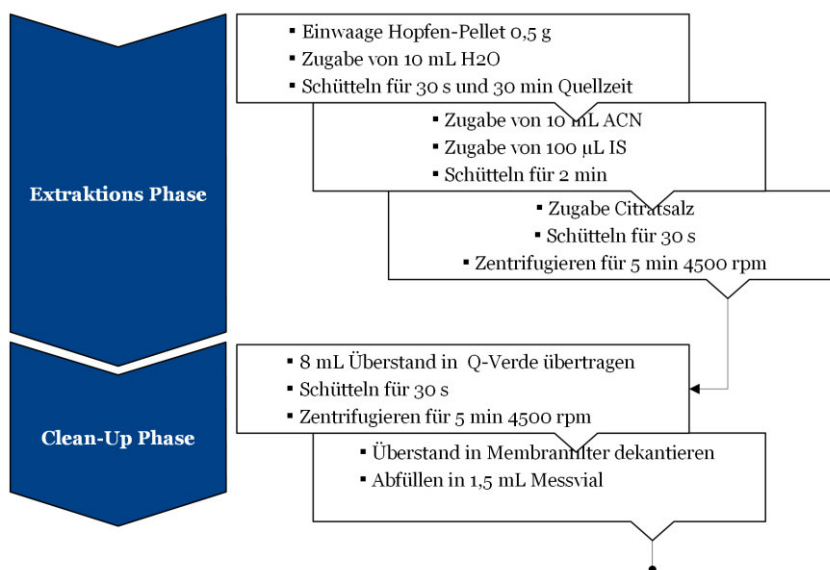 Extraktions Phase
▪ Einwaage Hopfen-Pellet 0,5 g
▪ Zugabe von 10 mL H2O
▪ Schütteln für 30 s und 30 min Quellzeit
▪ Zugabe von 10 mL ACN
▪ Zugabe von 100 µL IS
▪ Schütteln für 2 min
▪ Zugabe Citratsalz
▪ Schütteln für 30 s
▪ Zentrifugieren für 5 min 4500 rpm
Clean-Up Phase
▪ 8 mL Überstand in Q-Verde übertragen
▪ Schütteln für 30 s
▪ Zentrifugieren für 5 min 4500 rpm
▪ Überstand in Membranfilter dekantieren
▪ Abfüllen in 1,5 mL Messvial